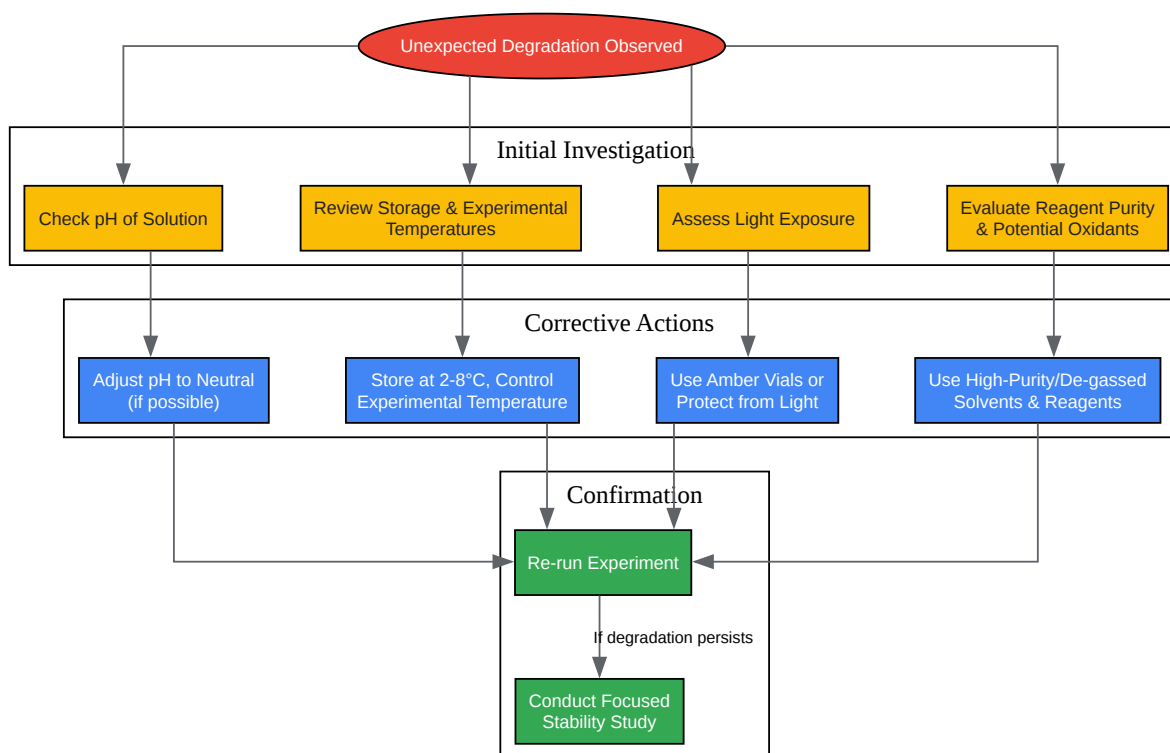 Unexpected Degradation Observed
Initial Investigation
Check pH of Solution
Review Storage & Experimental
Temperatures
Assess Light Exposure
Evaluate Reagent Purity
& Potential Oxidants
Corrective Actions
Adjust pH to Neutral
(if possible)
Store at 2-8°C, Control
Experimental Temperature
Use Amber Vials or
Protect from Light
Use High-Purity/De-gassed
Solvents & Reagents
Confirmation
Re-run Experiment
If degradation persists
Conduct Focused
Stability Study